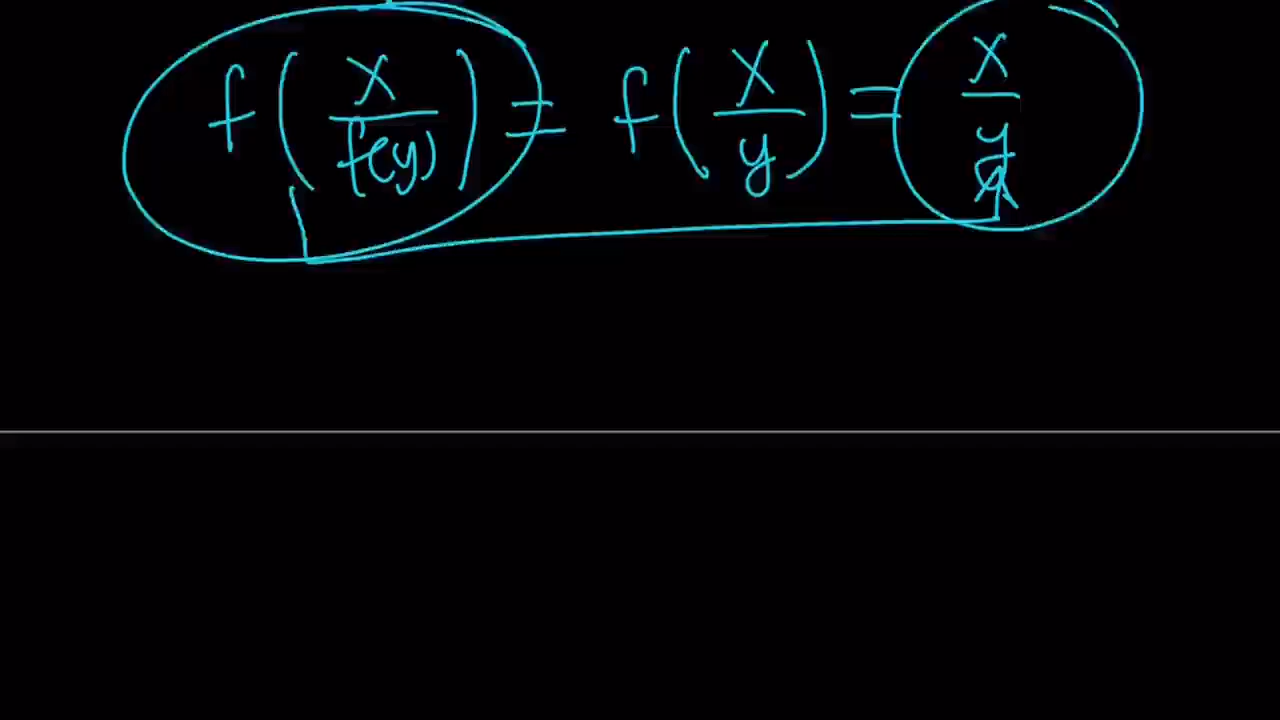 f(x/f(y)) = f(x/y) = x/y